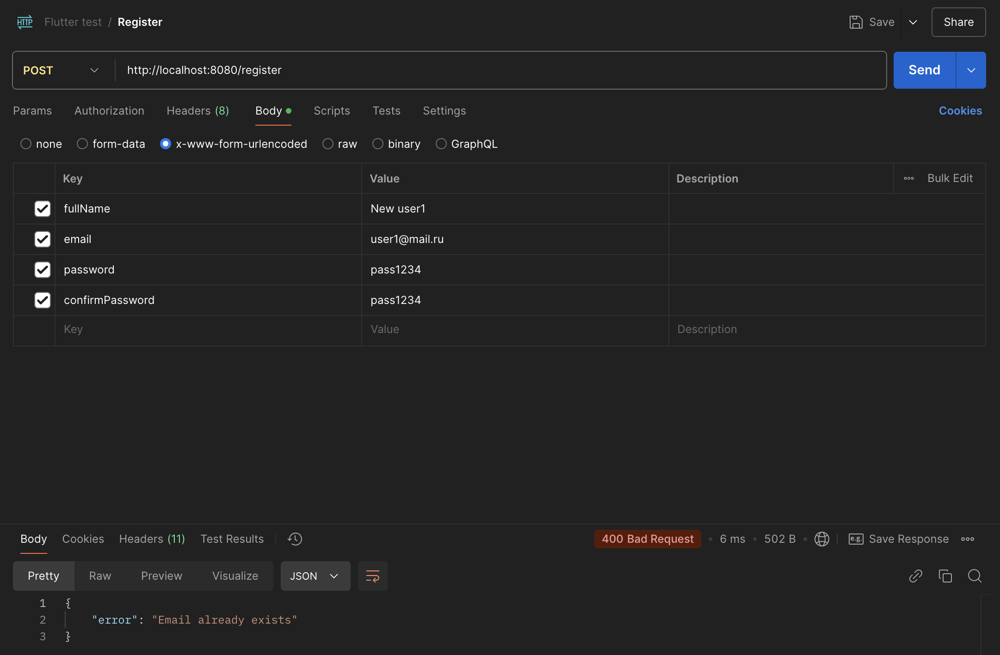 HTTP Flutter test / Register Save Share
POST http://localhost:8080/register Send
Params Authorization Headers (8) Body Scripts Tests Settings Cookies
none form-data x-www-form-urlencoded raw binary GraphQL
Key Value Description Bulk Edit
fullName New user1
email user1@mail.ru
password pass1234
confirmPassword pass1234
Key Value Description
Body Cookies Headers (11) Test Results 400 Bad Request • 6 ms • 502 B • e.g. Save Response
Pretty Raw Preview Visualize JSON
1 {
2 "error": "Email already exists"
3 }